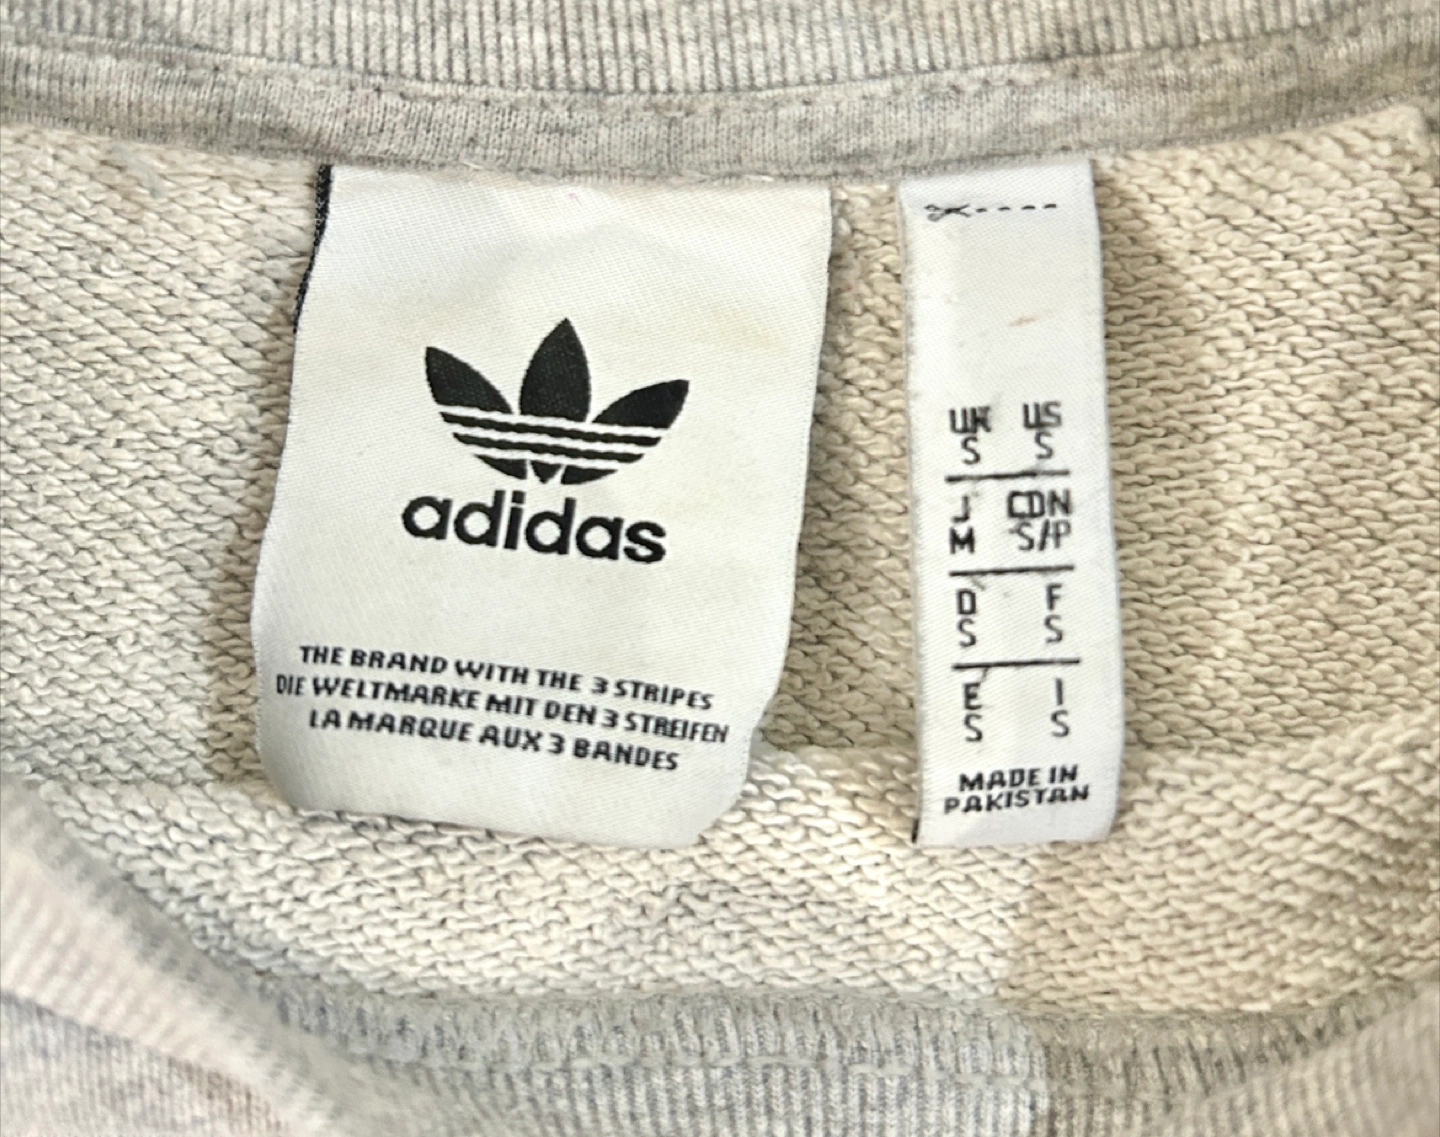 adidas
THE BRAND WITH THE 3 STRIPES
DIE WELTMARKE MIT DEN 3 STREIFEN
LA MARQUE AUX 3 BANDES
UK US
S S
J CDN
M S/P
D F
S S
E I
S S
MADE IN
PAKISTAN